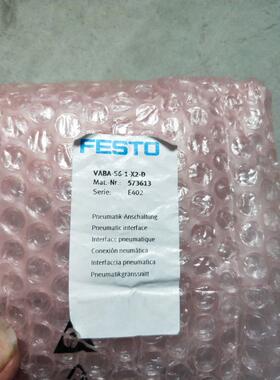 FESTO
VABA-S6-1-X2-D
Mat.-Nr.: 573613
Serie: E402
Pneumatik-Anschaltung
Pneumatic interface
Interface pneumatique
Conexión neumática
Interfaccia pneumatica
Pneumatikgränssnitt